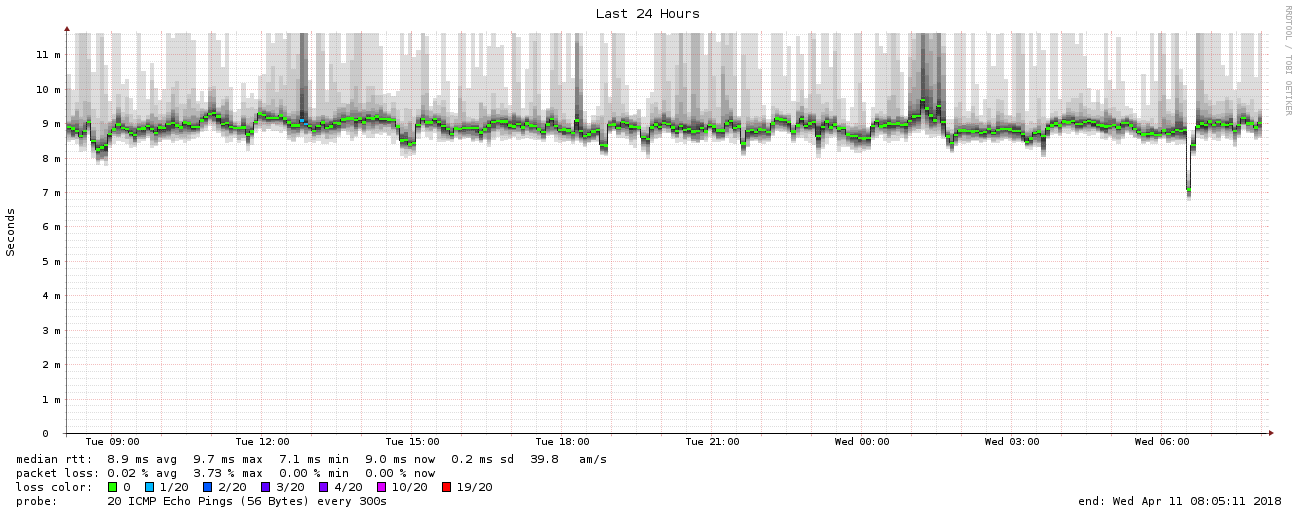 Last 24 Hours
RRDTOOL / TOBI OETIKER
11 m
10 m
9 m
8 m
7 m
6 m
5 m
4 m
3 m
2 m
1 m
0
Seconds
Tue 09:00 Tue 12:00 Tue 15:00 Tue 18:00 Tue 21:00 Wed 00:00 Wed 03:00 Wed 06:00
median rtt: 8.9 ms avg 9.7 ms max 7.1 ms min 9.0 ms now 0.2 ms sd 39.8 am/s
packet loss: 0.02 % avg 3.73 % max 0.00 % min 0.00 % now
loss color: 0 1/20 2/20 3/20 4/20 10/20 19/20
probe: 20 ICMP Echo Pings (56 Bytes) every 300s end: Wed Apr 11 08:05:11 2018